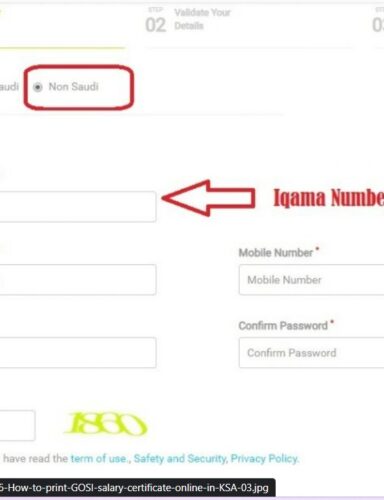 STEP
02 Validate Your
Details
STEP
03
audi Non Saudi
Iqama Numbe
Mobile Number *
Mobile Number
Confirm Password *
Confirm Password
1830
have read the term of use., Safety and Security, Privacy Policy.
5-How-to-print-GOSI-salary-certificate-online-in-KSA-03.jpg